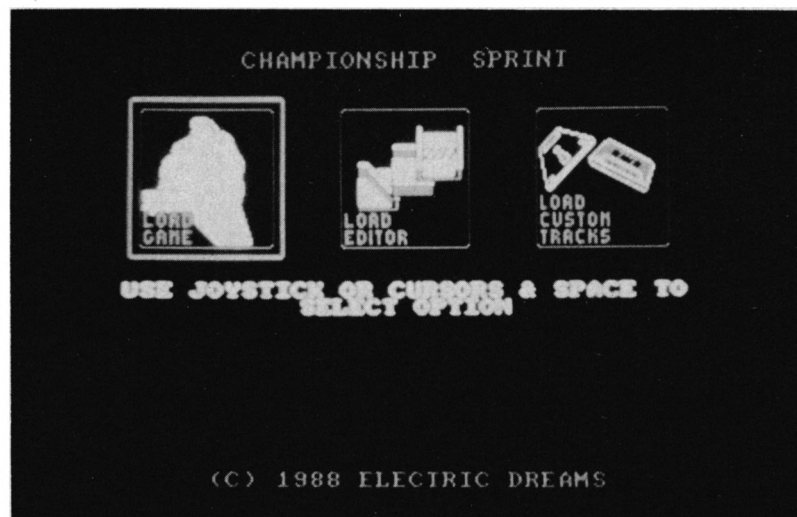 CHAMPIONSHIP SPRINT
LOAD
GAME
LOAD
EDITOR
LOAD
CUSTOM
TRACKS
USE JOYSTICK OR CURSORS & SPACE TO
SELECT OPTION
(C) 1988 ELECTRIC DREAMS